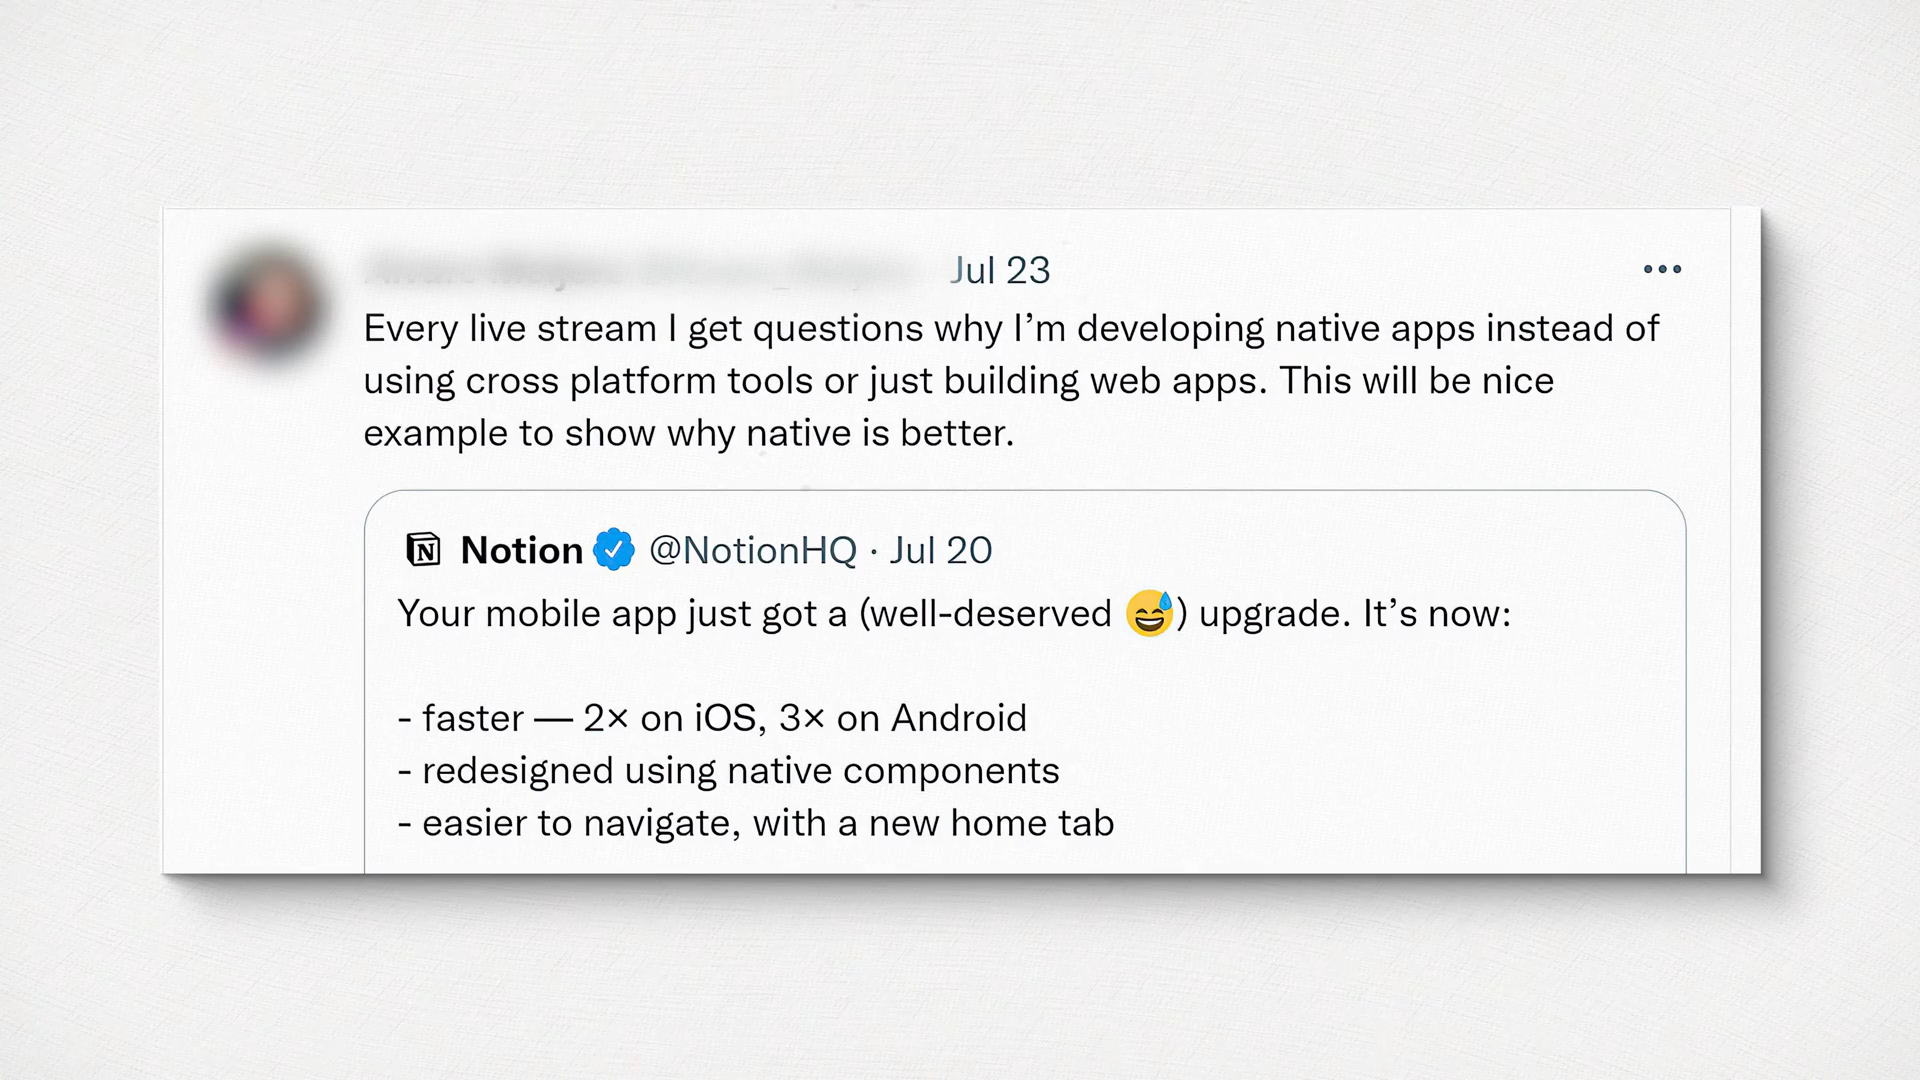 Jul 23
Every live stream I get questions why I’m developing native apps instead of
using cross platform tools or just building web apps. This will be nice
example to show why native is better.
N Notion @NotionHQ · Jul 20
Your mobile app just got a (well-deserved 😅) upgrade. It’s now:
- faster — 2× on iOS, 3× on Android
- redesigned using native components
- easier to navigate, with a new home tab